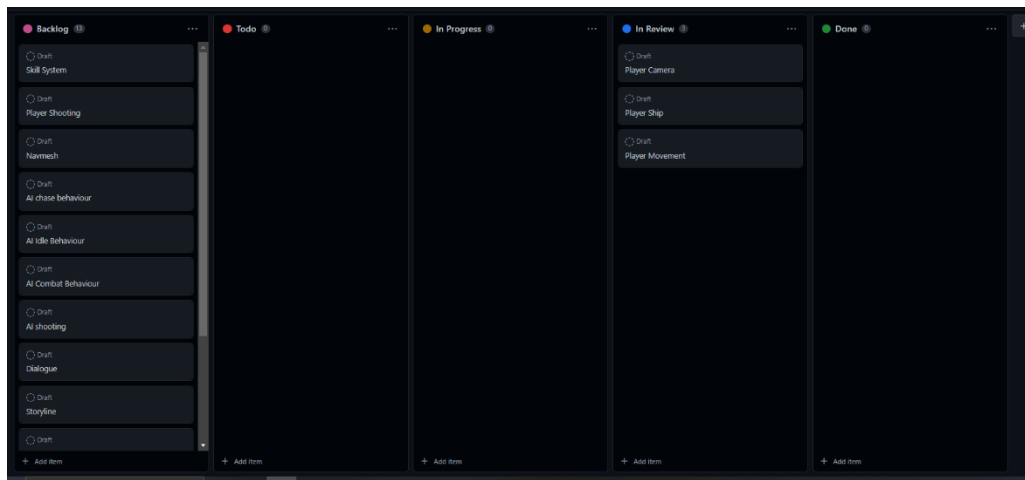 Backlog 13
Draft
Skill System
Draft
Player Shooting
Draft
Navmesh
Draft
AI chase behaviour
Draft
AI Idle Behaviour
Draft
AI Combat Behaviour
Draft
AI shooting
Draft
Dialogue
Draft
Storyline
Draft
+ Add item
Todo 0
+ Add item
In Progress 0
+ Add item
In Review 3
Draft
Player Camera
Draft
Player Ship
Draft
Player Movement
+ Add item
Done 0
+ Add item